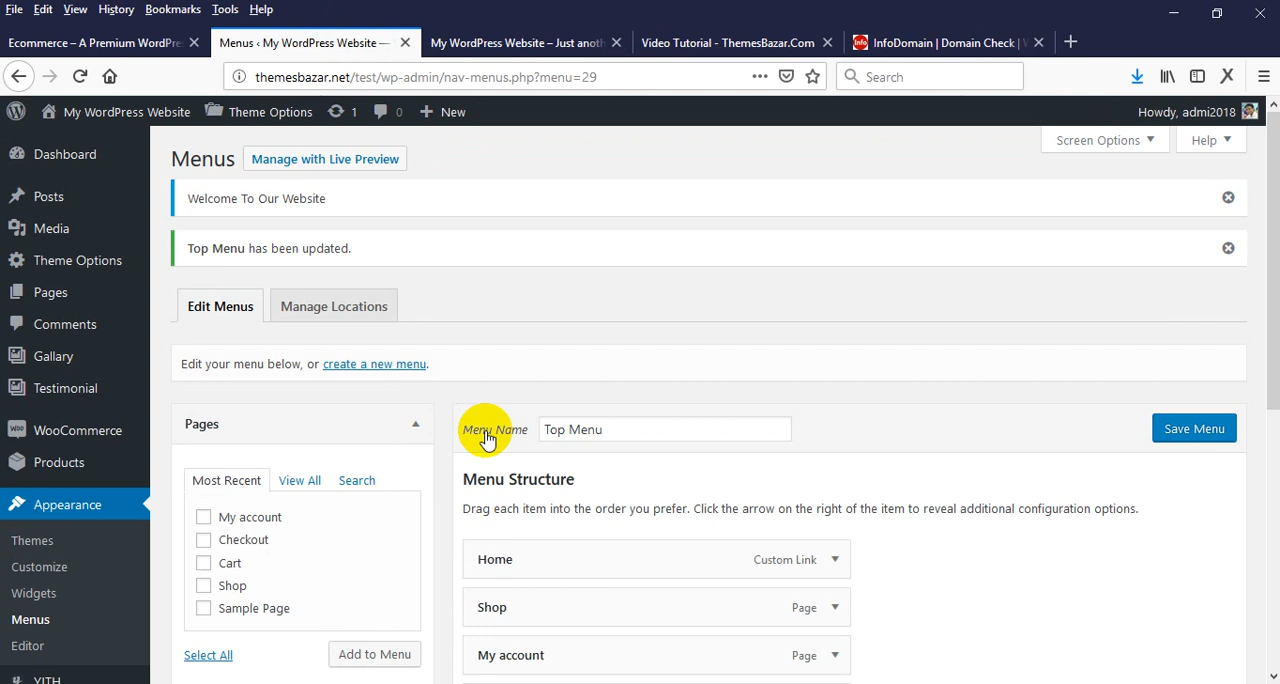 File Edit View History Bookmarks Tools Help
Ecommerce – A Premium WordPre
Menus ‹ My WordPress Website —
My WordPress Website – Just anoth
Video Tutorial - ThemesBazar.Com
Info InfoDomain | Domain Check |
themesbazar.net/test/wp-admin/nav-menus.php?menu=29
Search
My WordPress Website
Theme Options
1
0
New
Howdy, admi2018
Dashboard
Posts
Media
Theme Options
Pages
Comments
Gallary
Testimonial
WooCommerce
Products
Appearance
Themes
Customize
Widgets
Menus
Editor
YITH
Menus
Manage with Live Preview
Screen Options
Help
Welcome To Our Website
Top Menu has been updated.
Edit Menus
Manage Locations
Edit your menu below, or create a new menu.
Pages
Most Recent View All Search
My account
Checkout
Cart
Shop
Sample Page
Select All
Add to Menu
Menu Name Top Menu
Save Menu
Menu Structure
Drag each item into the order you prefer. Click the arrow on the right of the item to reveal additional configuration options.
Home Custom Link
Shop Page
My account Page